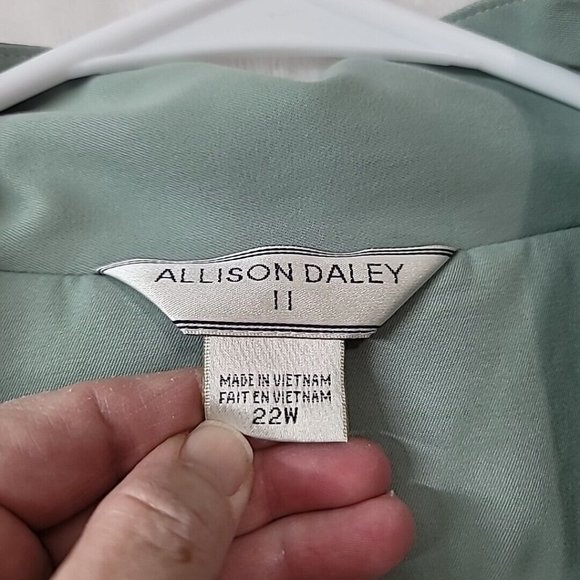 ALLISON DALEY
II
MADE IN VIETNAM
FAIT EN VIETNAM
22W